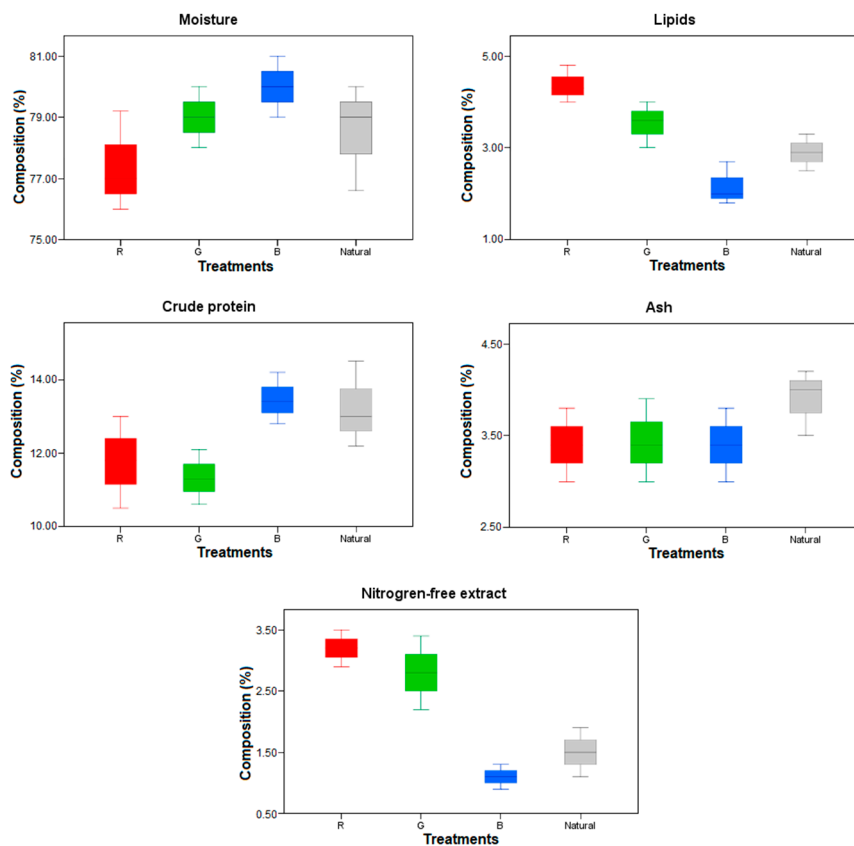 Moisture
Composition (%)
81.00
79.00
77.00
75.00
R G B Natural
Treatments
Lipids
Composition (%)
5.00
3.00
1.00
R G B Natural
Treatments
Crude protein
Composition (%)
14.00
12.00
10.00
R G B Natural
Treatments
Ash
Composition (%)
4.50
3.50
2.50
R G B Natural
Treatments
Nitrogren-free extract
Composition (%)
3.50
2.50
1.50
0.50
R G B Natural
Treatments